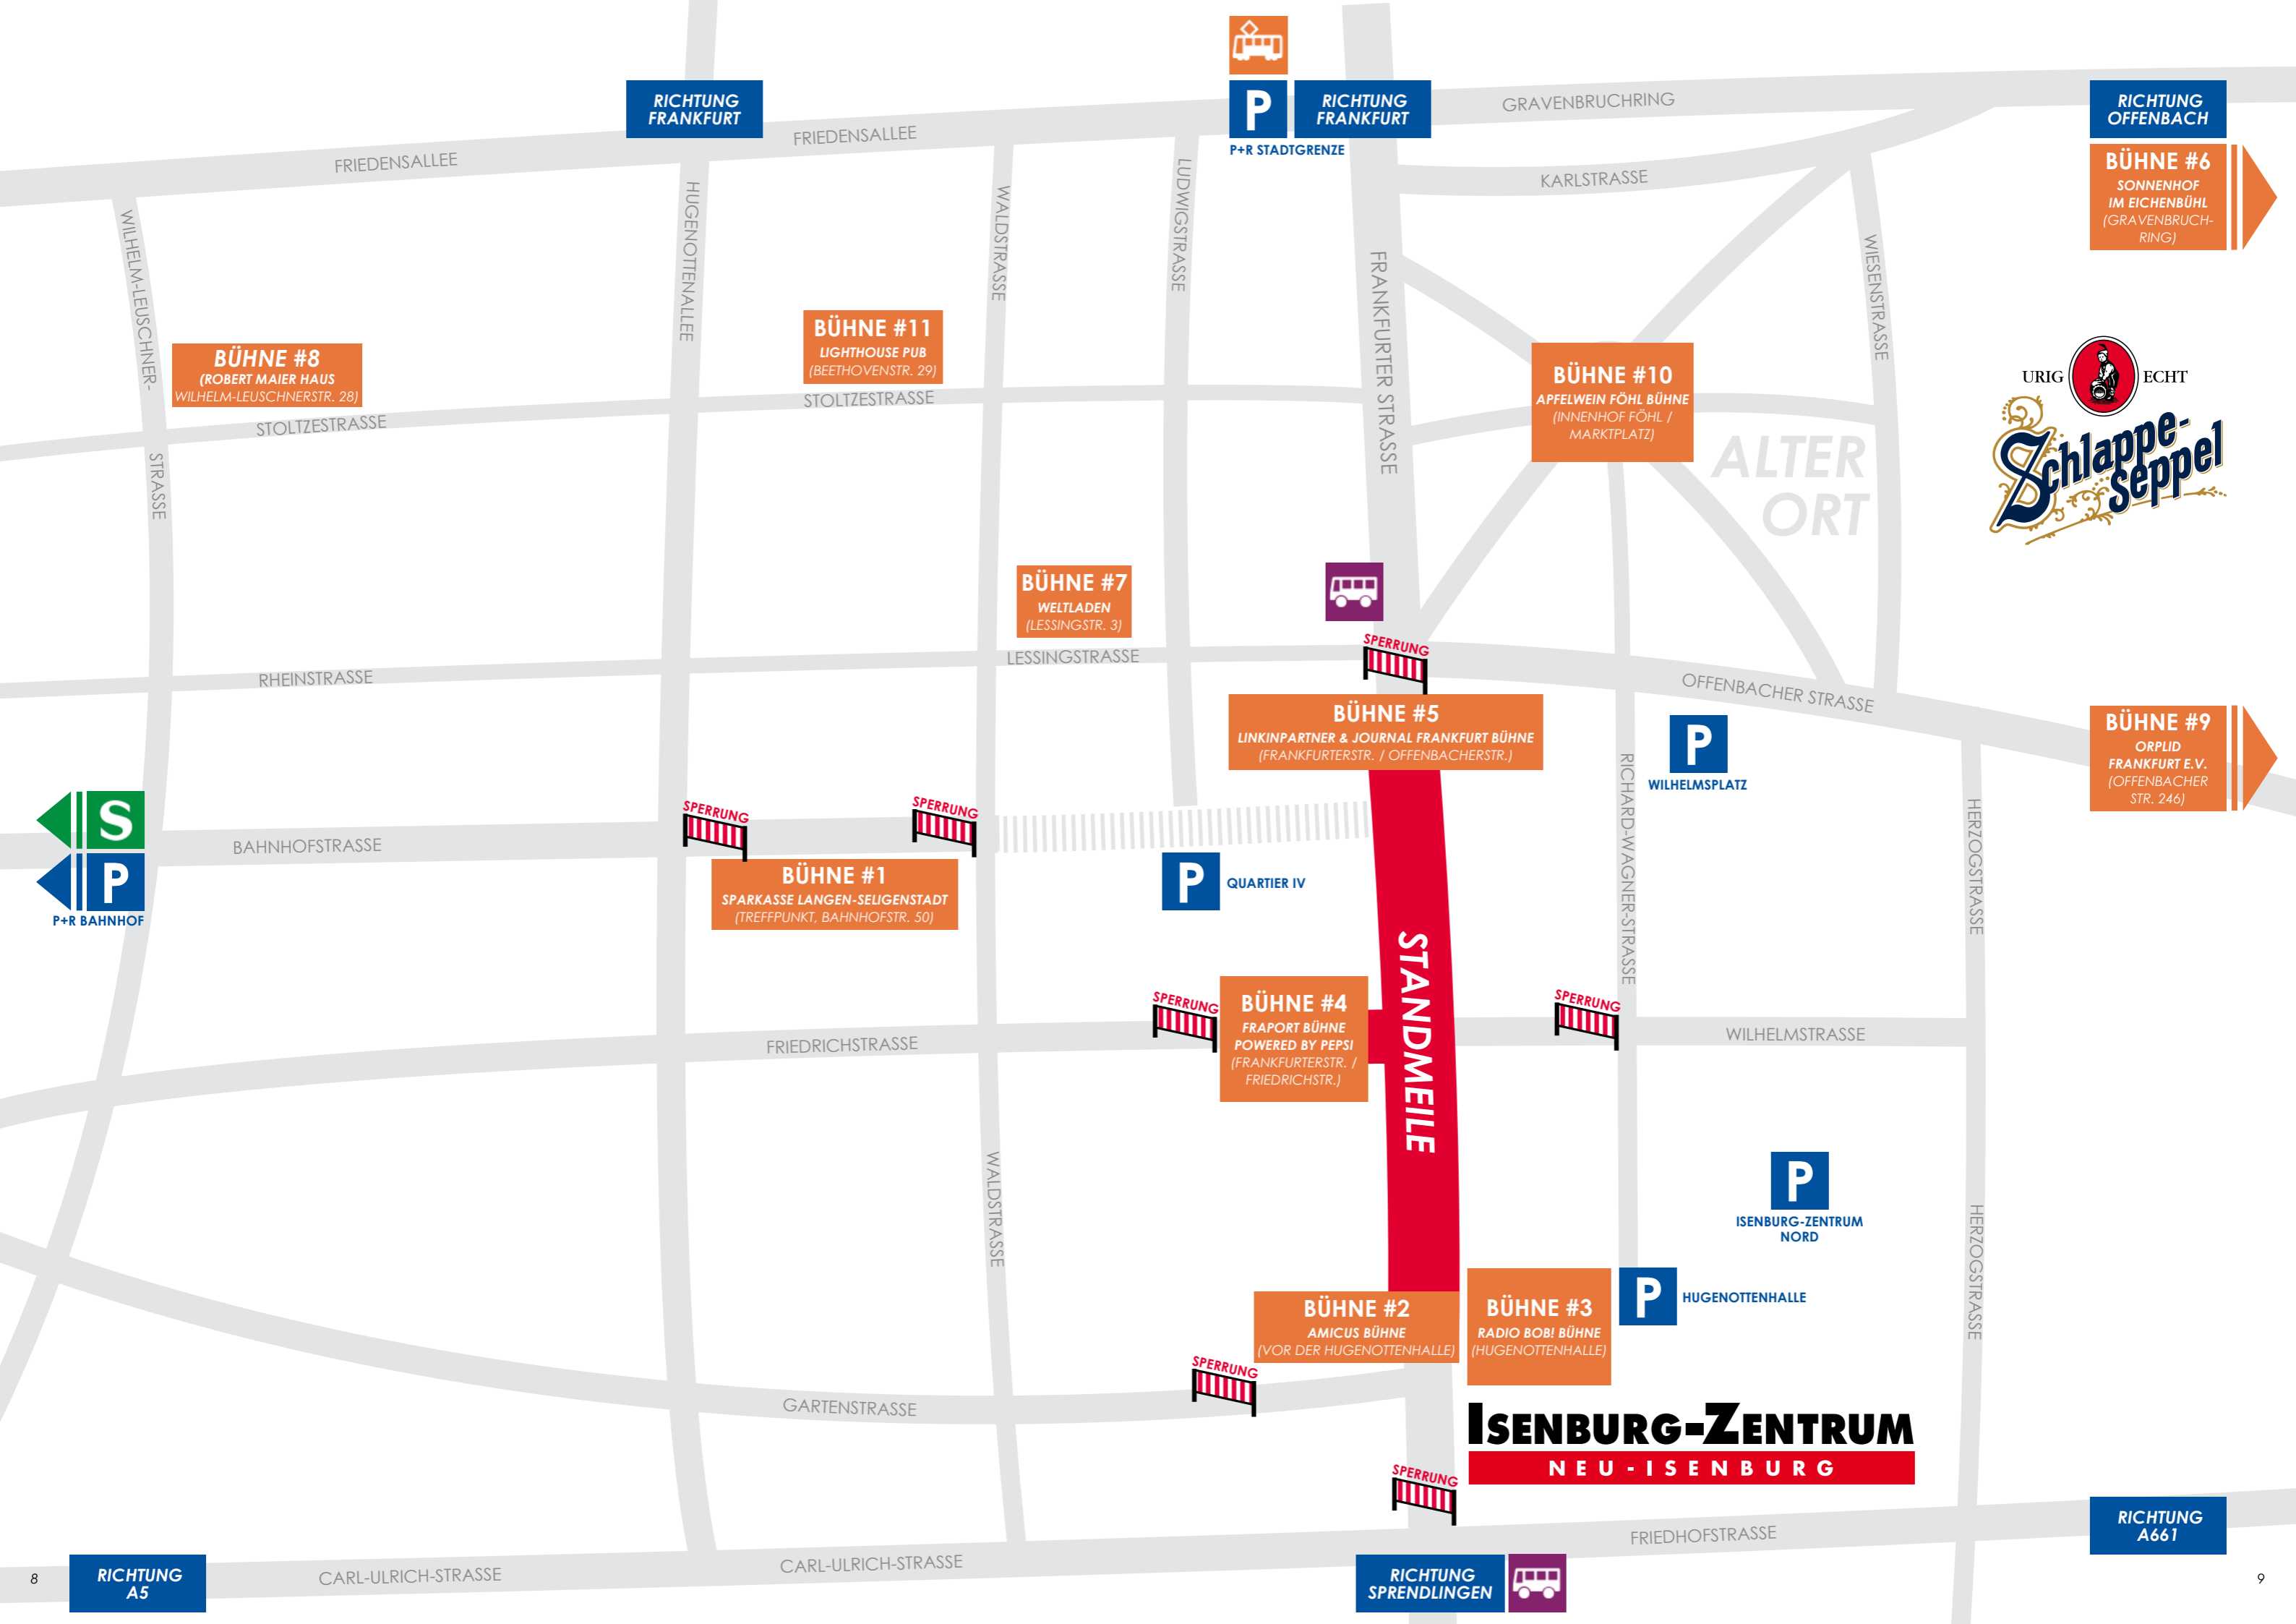 RICHTUNG
FRANKFURT
P
RICHTUNG
FRANKFURT
P+R STADTGRENZE
GRAVENBRUCHRING
RICHTUNG
OFFENBACH
FRIEDENSALLEE
FRIEDENSALLEE
KARLSTRASSE
BÜHNE #6
SONNENHOF
IM EICHENBÜHL
(GRAVENBRUCH-
RING)
WILHELM-LEUSCHNER-
STRASSE
HUGENOTTENALLEE
WALDSTRASSE
LUDWIGSTRASSE
FRANKFURTER STRASSE
WIESENSTRASSE
BÜHNE #8
(ROBERT MAIER HAUS
WILHELM-LEUSCHNERSTR. 28)
BÜHNE #11
LIGHTHOUSE PUB
(BEETHOVENSTR. 29)
STOLTZESTRASSE
STOLTZESTRASSE
BÜHNE #10
APFELWEIN FÖHL BÜHNE
(INNENHOF FÖHL /
MARKTPLATZ)
ALTER
ORT
URIG ECHT
Schlappe-
seppel
BÜHNE #7
WELTLADEN
(LESSINGSTR. 3)
LESSINGSTRASSE
RHEINSTRASSE
SPERRUNG
OFFENBACHER STRASSE
BÜHNE #5
LINKINPARTNER & JOURNAL FRANKFURT BÜHNE
(FRANKFURTERSTR. / OFFENBACHERSTR.)
P
WILHELMSPLATZ
RICHARD-WAGNER-STRASSE
BÜHNE #9
ORPLID
FRANKFURT E.V.
(OFFENBACHER
STR. 246)
HERZOGSTRASSE
S
P
P+R BAHNHOF
BAHNHOFSTRASSE
SPERRUNG
SPERRUNG
BÜHNE #1
SPARKASSE LANGEN-SELIGENSTADT
(TREFFPUNKT, BAHNHOFSTR. 50)
P
QUARTIER IV
STANDMEILE
SPERRUNG
BÜHNE #4
FRAPORT BÜHNE
POWERED BY PEPSI
(FRANKFURTERSTR. /
FRIEDRICHSTR.)
SPERRUNG
WILHELMSTRASSE
FRIEDRICHSTRASSE
WALDSTRASSE
P
ISENBURG-ZENTRUM
NORD
HERZOGSTRASSE
BÜHNE #2
AMICUS BÜHNE
(VOR DER HUGENOTTENHALLE)
BÜHNE #3
RADIO BOB! BÜHNE
(HUGENOTTENHALLE)
P
HUGENOTTENHALLE
SPERRUNG
GARTENSTRASSE
ISENBURG-ZENTRUM
NEU-ISENBURG
SPERRUNG
FRIEDHOFSTRASSE
RICHTUNG
A661
8
RICHTUNG
A5
CARL-ULRICH-STRASSE
CARL-ULRICH-STRASSE
RICHTUNG
SPRENDLINGEN
9